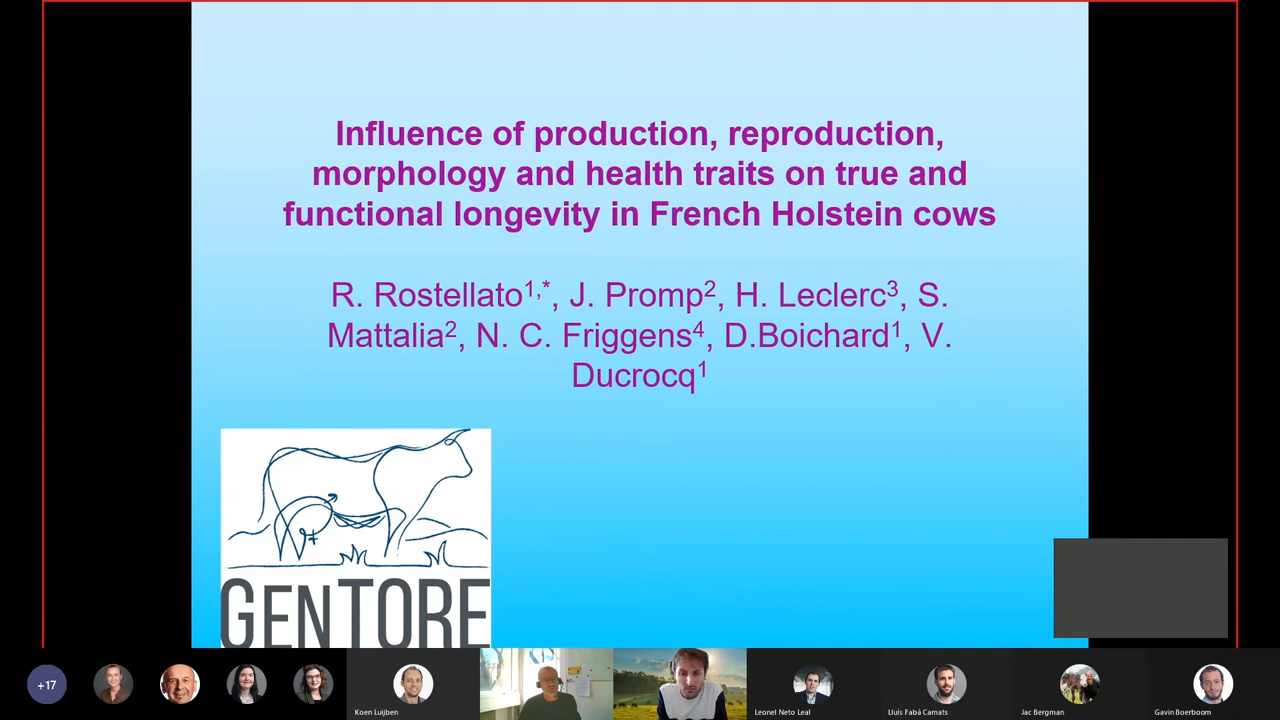 Influence of production, reproduction,
morphology and health traits on true and
functional longevity in French Holstein cows
R. Rostellato1,*, J. Promp2, H. Leclerc3, S.
Mattalia2, N. C. Friggens4, D.Boichard1, V.
Ducrocq1
GENTORE
+17
Koen Luijben
Leonel Neto Leal
Lluís Fabà Camats
Jac Bergman
Gavin Boerboom